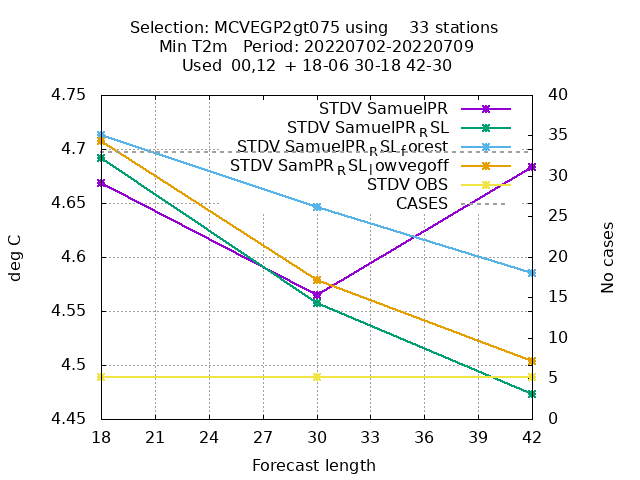 Selection: MCVEGP2gt075 using 33 stations
Min T2m Period: 20220702-20220709
Used 00,12 + 18-06 30-18 42-30
4.75
4.7
4.65
4.6
4.55
4.5
4.45
deg C
STDV SamuelPR
STDV SamuelPR_RSL
STDV SamuelPR_RSL_forest
STDV SamPR_RSL_lowvegoff
STDV OBS
CASES
40
35
30
25
20
15
10
5
0
No cases
18 21 24 27 30 33 36 39 42
Forecast length